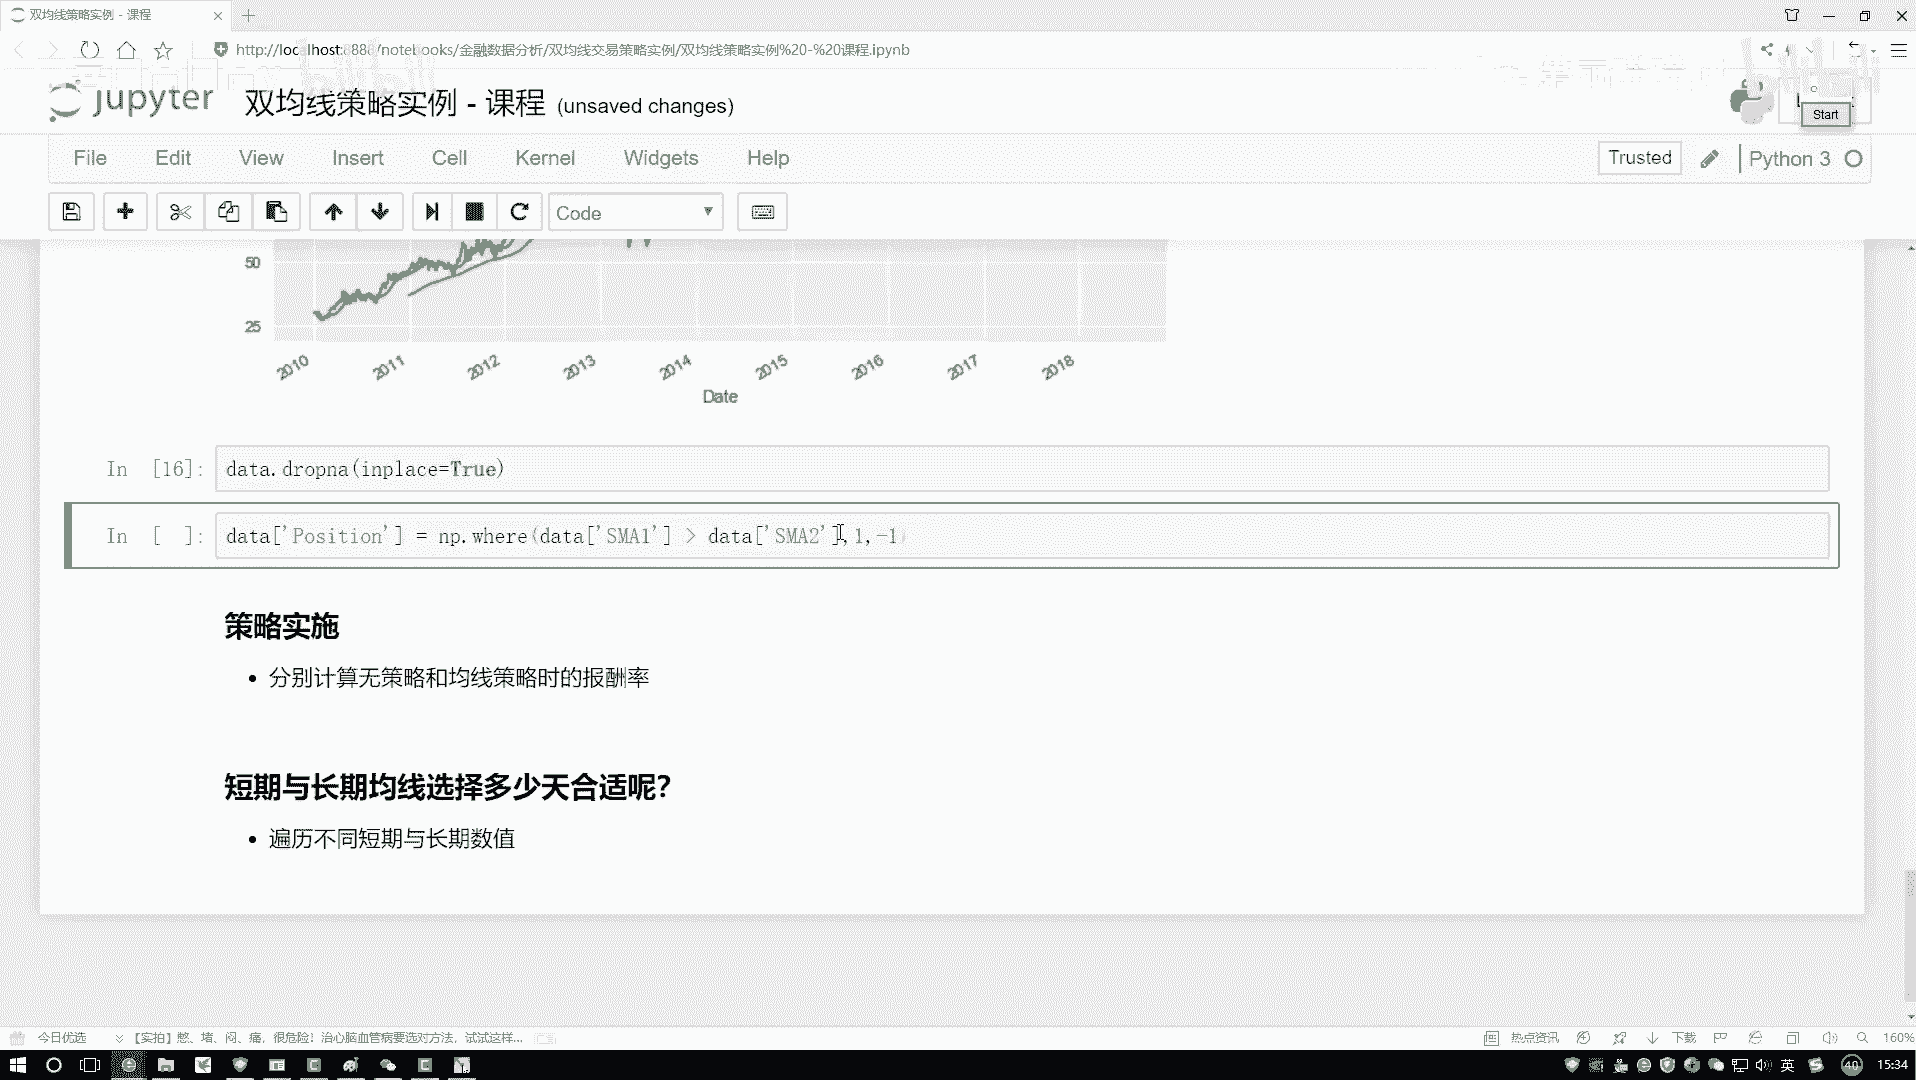 双均线策略实例 - 课程
http://localhost:8888/notebooks/金融数据分析/双均线交易策略实例/双均线策略实例%20-%20课程.ipynb
bilibili
jupyter 双均线策略实例 - 课程 (unsaved changes)
Start
File Edit View Insert Cell Kernel Widgets Help
Trusted Python 3
Code
50
25
2010 2011 2012 2013 2014 2015 2016 2017 2018
Date
In [16]: data.dropna(inplace=True)
In [ ]: data['Position'] = np.where(data['SMA1'] > data['SMA2'],1,-1)
策略实施
• 分别计算无策略和均线策略时的报酬率
短期与长期均线选择多少天合适呢?
• 遍历不同短期与长期数值
今日优选 【实拍】憋、堵、闷、痛，很危险！治心脑血管病要选对方法，试试这样...
热点资讯 下载 160%
英 40 15:34